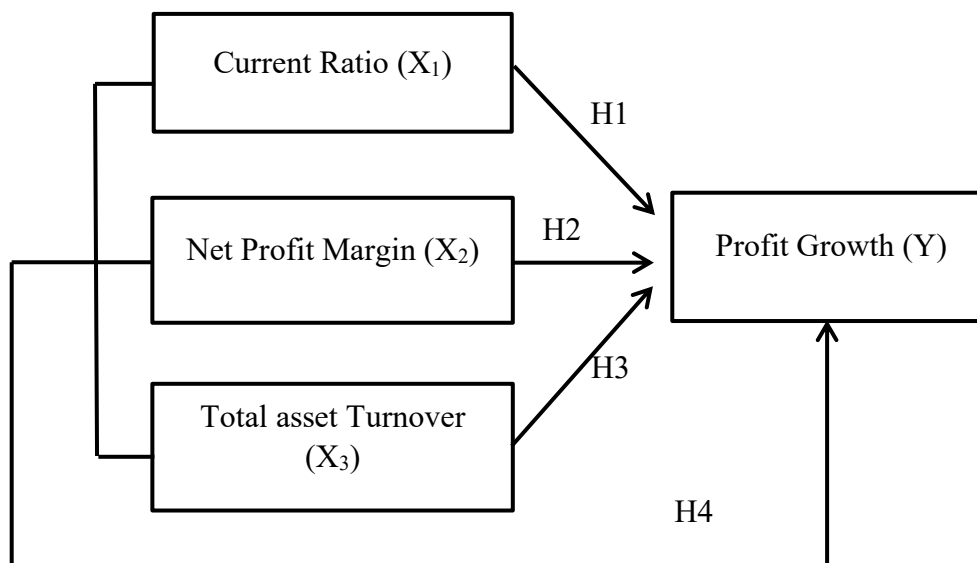 Current Ratio (X₁)
H1
Net Profit Margin (X₂)
H2
Profit Growth (Y)
H3
Total asset Turnover
(X₃)
H4